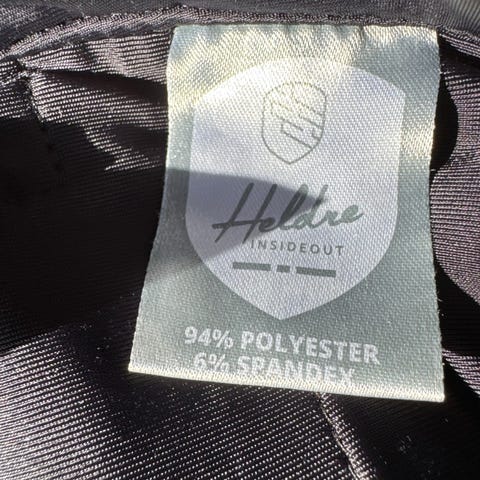 Heldre
INSIDEOUT
94% POLYESTER
6% SPANDEX